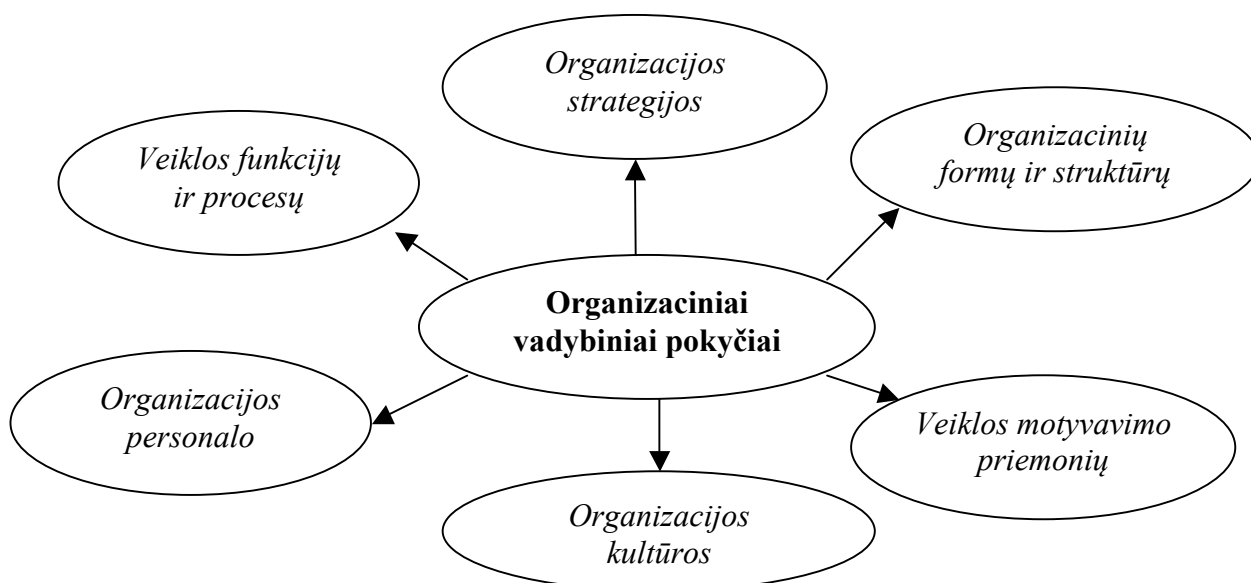 Organizacijos
strategijos
Veiklos funkcijų
ir procesų
Organizacinių
formų ir struktūrų
Organizaciniai
vadybiniai pokyčiai
Organizacijos
personalo
Veiklos motyvavimo
priemonių
Organizacijos
kultūros